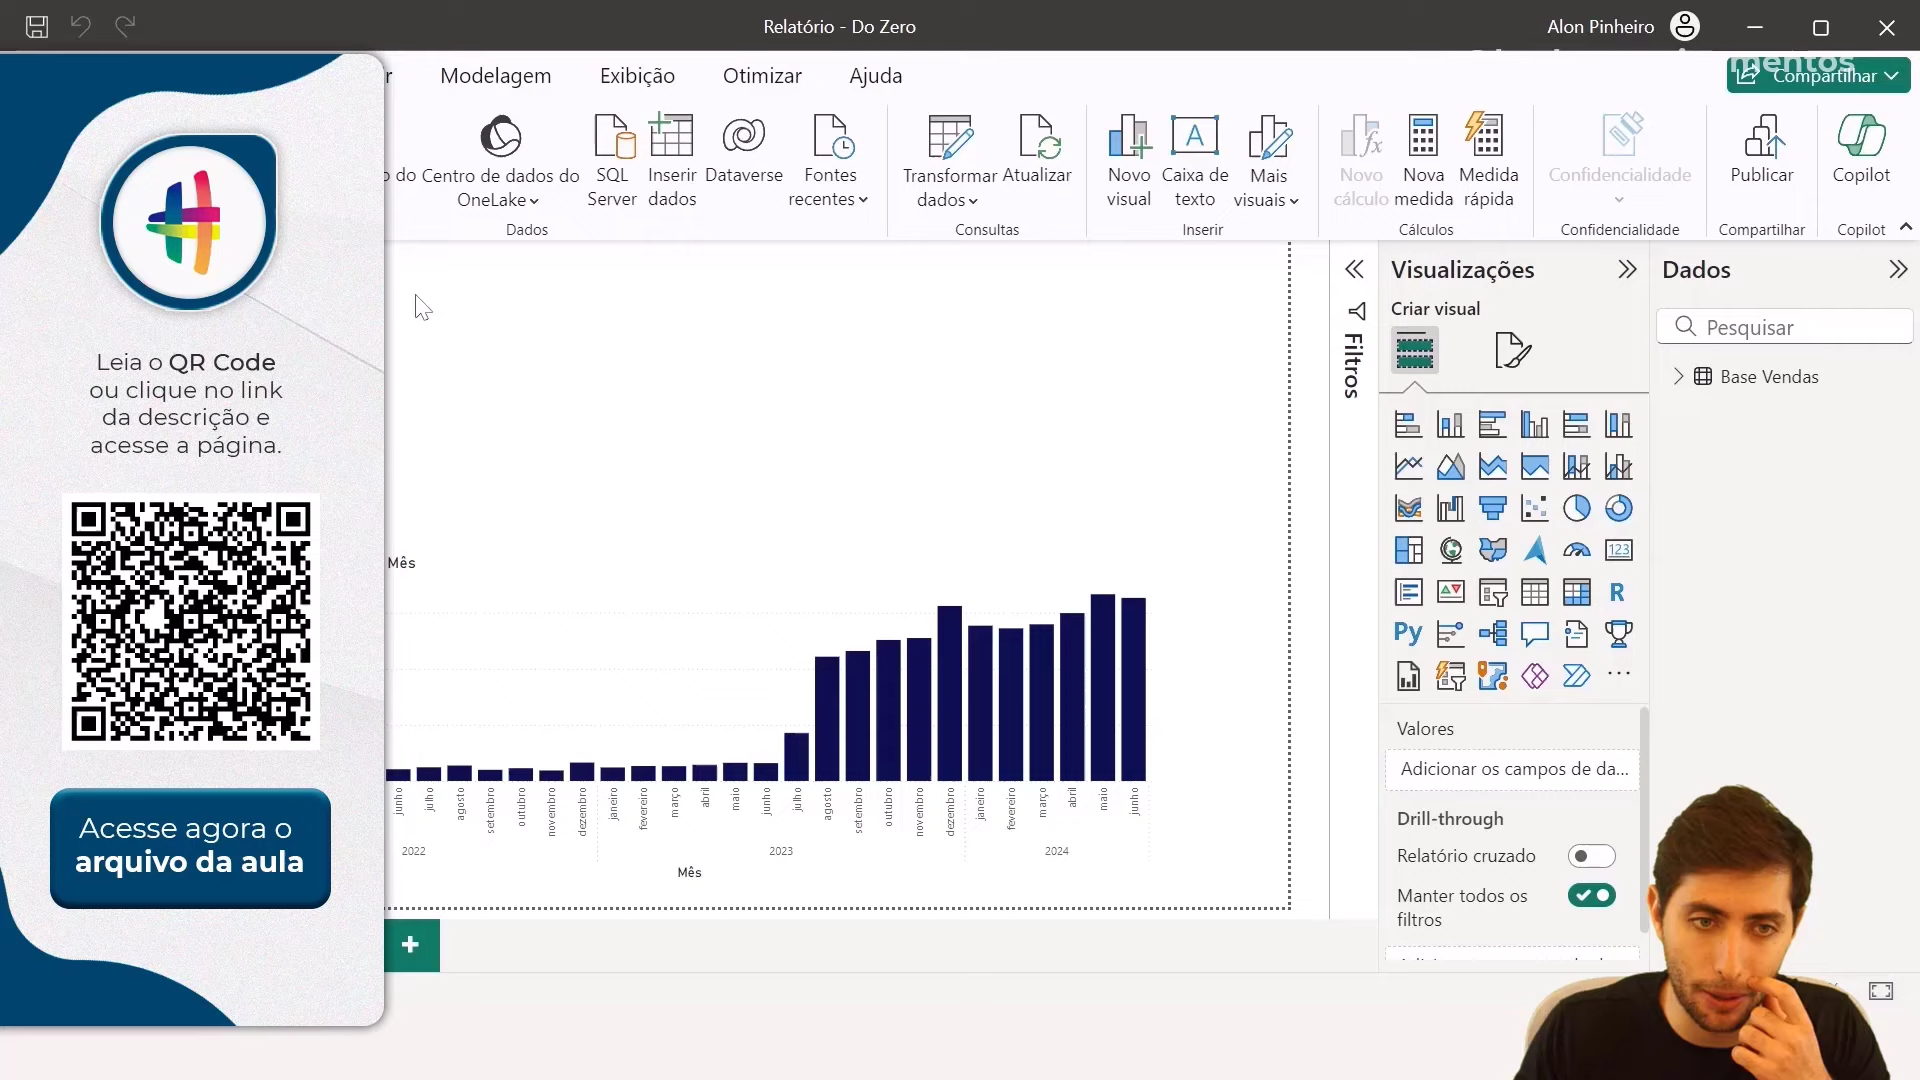 Relatório - Do Zero
Alon Pinheiro
mentos
r
Modelagem
Exibição
Otimizar
Ajuda
Compartilhar
o do
Centro de dados do
OneLake
SQL
Server
Inserir
dados
Dataverse
Fontes
recentes
Transformar
dados
Atualizar
Novo
visual
Caixa de
texto
Mais
visuais
Novo
cálculo
Nova
medida
Medida
rápida
Confidencialidade
Publicar
Copilot
Dados
Consultas
Inserir
Cálculos
Confidencialidade
Compartilhar
Copilot
Leia o QR Code
ou clique no link
da descrição e
acesse a página.
Acesse agora o
arquivo da aula
Mês
junho
julho
agosto
setembro
outubro
novembro
dezembro
janeiro
fevereiro
março
abril
maio
junho
julho
agosto
setembro
outubro
novembro
dezembro
janeiro
fevereiro
março
abril
maio
junho
2022
2023
2024
Mês
Filtros
Visualizações
Criar visual
123
R
Py
Valores
Adicionar os campos de da...
Drill-through
Relatório cruzado
Manter todos os
filtros
Dados
Pesquisar
Base Vendas